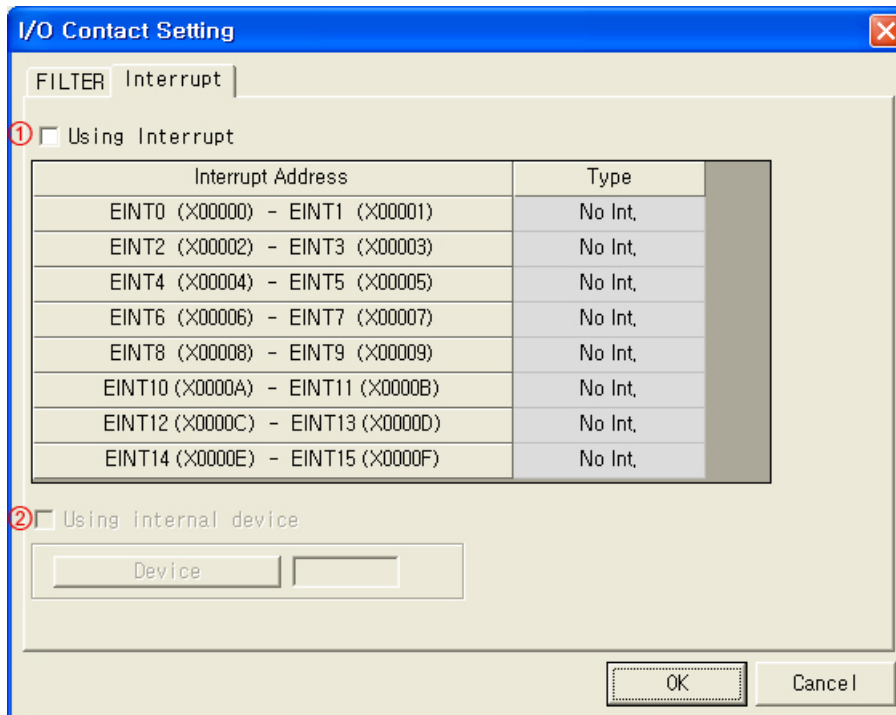 I/O Contact Setting
FILTER Interrupt
① Using Interrupt
Interrupt Address Type
EINT0 (X00000) - EINT1 (X00001) No Int.
EINT2 (X00002) - EINT3 (X00003) No Int.
EINT4 (X00004) - EINT5 (X00005) No Int.
EINT6 (X00006) - EINT7 (X00007) No Int.
EINT8 (X00008) - EINT9 (X00009) No Int.
EINT10 (X0000A) - EINT11 (X0000B) No Int.
EINT12 (X0000C) - EINT13 (X0000D) No Int.
EINT14 (X0000E) - EINT15 (X0000F) No Int.
② Using internal device
Device
OK Cancel